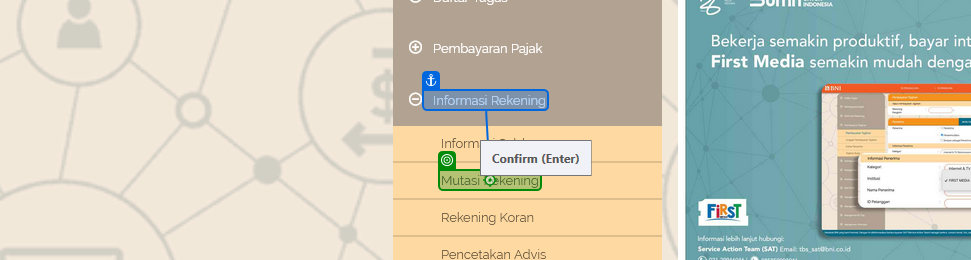 Daftar Tugas
Pembayaran Pajak
Informasi Rekening
Informasi
Confirm (Enter)
Mutasi Rekening
Rekening Koran
Pencetakan Advis
UNTUK
INDONESIA
Bekerja semakin produktif, bayar int
First Media semakin mudah denga
BNI
Informasi Penerima
Kategori
Internet & TV
Institusi
FIRST MEDIA
Nama Penerima
ID Pelanggan
FiRST
Informasi lebih lanjut hubungi:
Service Action Team (SAT) Email: tbs_sat@bni.co.id